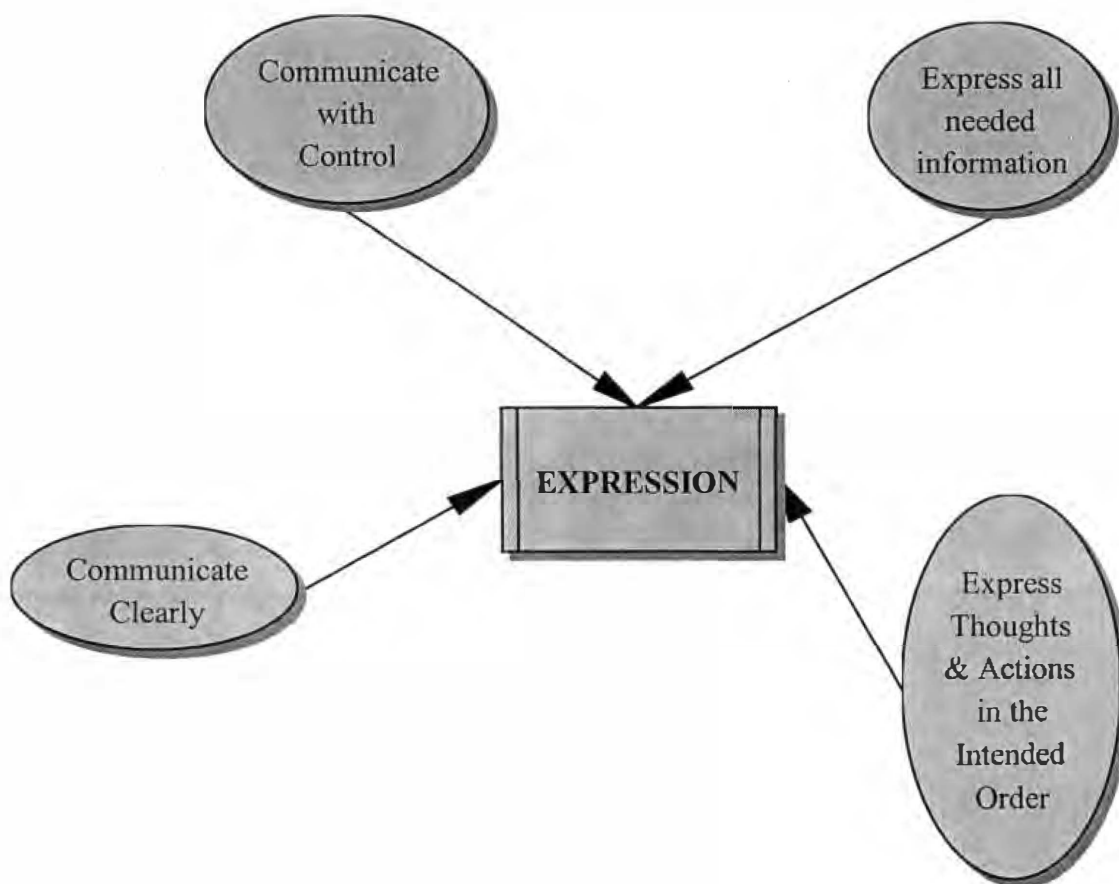 Communicate
with
Control
Express all
needed
information
EXPRESSION
Communicate
Clearly
Express
Thoughts
& Actions
in the
Intended
Order